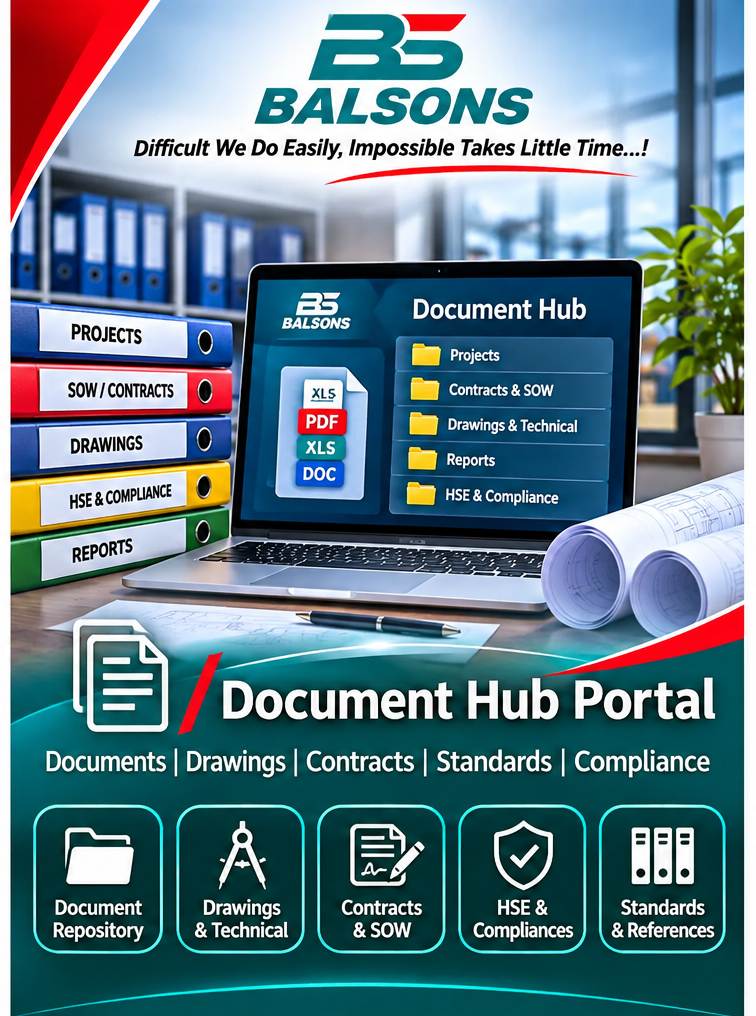 BS
BALSONS
Difficult We Do Easily, Impossible Takes Little Time...!
PROJECTS
SOW / CONTRACTS
DRAWINGS
HSE & COMPLIANCE
REPORTS
BS
BALSONS
Document Hub
XLS
PDF
XLS
DOC
Projects
Contracts & SOW
Drawings & Technical
Reports
HSE & Compliance
Document Hub Portal
Documents | Drawings | Contracts | Standards | Compliance
Document
Repository
Drawings
& Technical
Contracts
& SOW
HSE &
Compliances
Standards
& References